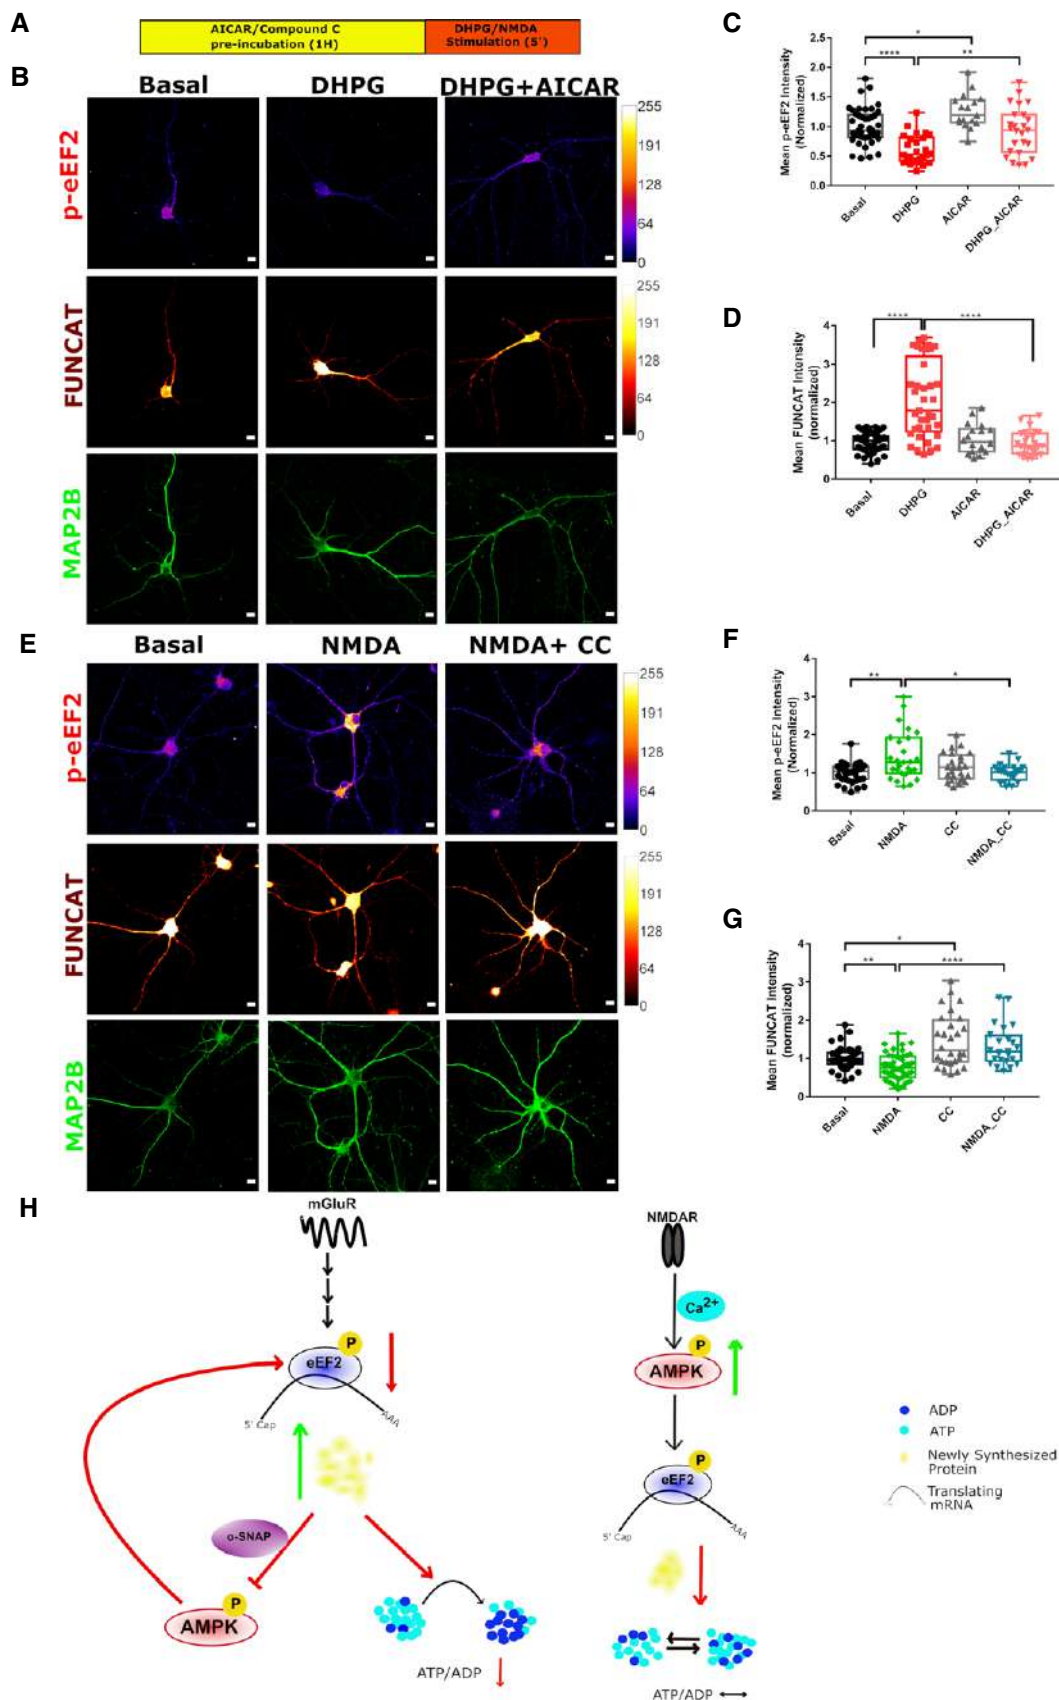 A
AICAR/Compound C
pre-incubation (1H)
DHPG/NMDA
Stimulation (5')
B
Basal
DHPG
DHPG+AICAR
p-eEF2
FUNCAT
MAP2B
255
191
128
64
0
255
191
128
64
0
C
Mean p-eEF2 Intensity
(Normalized)
2.5
2.0
1.5
1.0
0.5
0.0
*
****
**
Basal
DHPG
AICAR
DHPG_AICAR
D
Mean FUNCAT Intensity
(normalized)
4
3
2
1
0
****
****
Basal
DHPG
AICAR
DHPG_AICAR
E
Basal
NMDA
NMDA+ CC
p-eEF2
FUNCAT
MAP2B
255
191
128
64
0
255
191
128
64
0
F
Mean p-eEF2 Intensity
(Normalized)
4
3
2
1
0
**
*
Basal
NMDA
CC
NMDA_CC
G
Mean FUNCAT Intensity
(normalized)
4
3
2
1
0
*
**
****
Basal
NMDA
CC
NMDA_CC
H
mGluR
P
eEF2
5' Cap
AAA
α-SNAP
P
AMPK
ATP/ADP
NMDAR
Ca2+
P
AMPK
P
eEF2
5' Cap
AAA
ATP/ADP
ADP
ATP
Newly Synthesized
Protein
Translating
mRNA